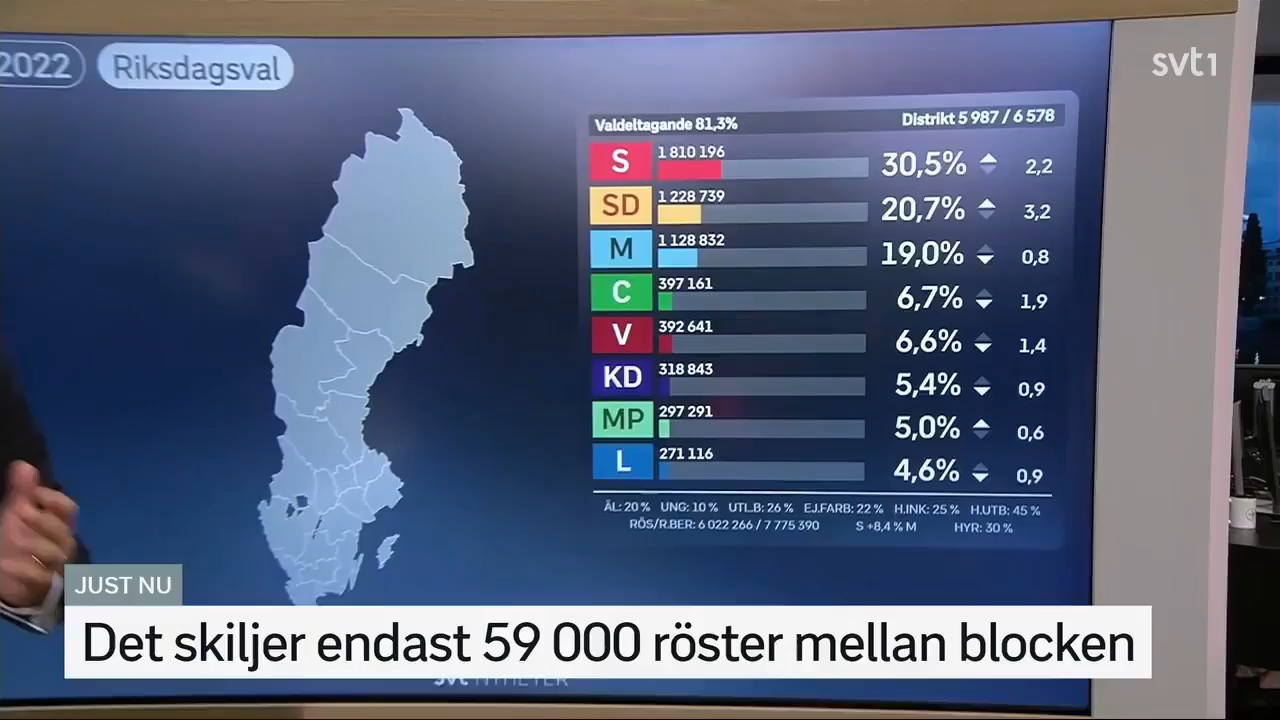 2022 Riksdagsval
svt1
Valdeltagande 81,3% Distrikt 5 987 / 6 578
S 1 810 196 30,5% 2,2
SD 1 228 739 20,7% 3,2
M 1 128 832 19,0% 0,8
C 397 161 6,7% 1,9
V 392 641 6,6% 1,4
KD 318 843 5,4% 0,9
MP 297 291 5,0% 0,6
L 271 116 4,6% 0,9
ÄL: 20 % UNG: 10 % UTL.B: 26 % EJ.FARB: 22 % H.INK: 25 % H.UTB: 45 %
RÖS/R.BER: 6 022 266 / 7 775 390 S +8,4 % M HYR: 30 %
JUST NU
Det skiljer endast 59 000 röster mellan blocken
svt NYHETER